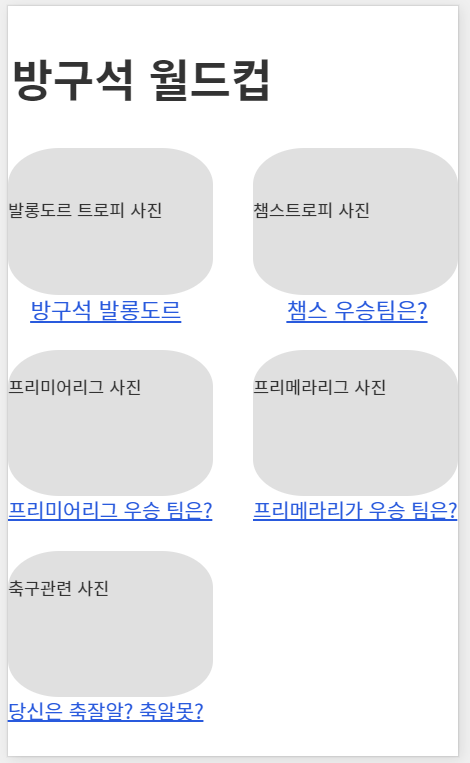 방구석 월드컵
발롱도르 트로피 사진
챔스트로피 사진
방구석 발롱도르
챔스 우승팀은?
프리미어리그 사진
프리메라리그 사진
프리미어리그 우승 팀은?
프리메라리가 우승 팀은?
축구관련 사진
당신은 축잘알? 축알못?